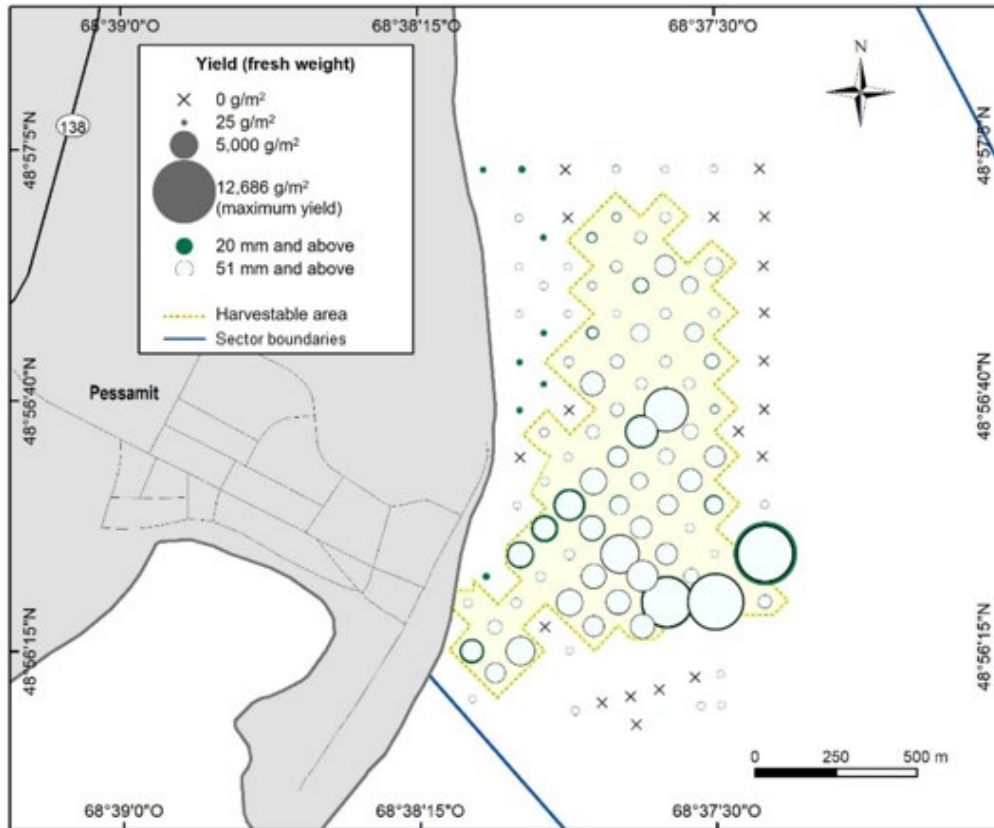 68°39'0"O 68°38'15"O 68°37'30"O
N
Yield (fresh weight)
0 g/m²
25 g/m²
5,000 g/m²
12,686 g/m²
(maximum yield)
20 mm and above
51 mm and above
Harvestable area
Sector boundaries
138
48°57'5"N
48°57'5"N
Pessamit
48°56'40"N
48°56'40"N
48°56'15"N
48°56'15"N
0 250 500 m
68°39'0"O 68°38'15"O 68°37'30"O